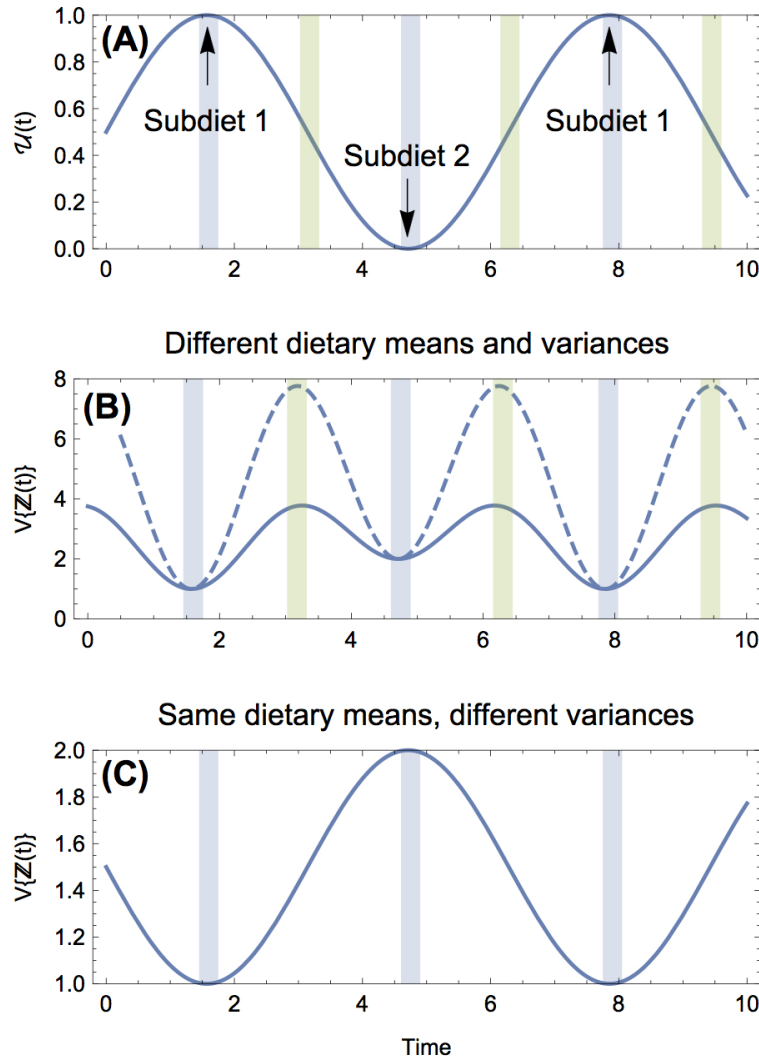 (A)
1.0
0.8
0.6
0.4
0.2
0.0
𝒰(t)
Subdiet 1
Subdiet 2
Subdiet 1
0 2 4 6 8 10
Different dietary means and variances
(B)
8
6
4
2
0
V{Z(t)}
0 2 4 6 8 10
Same dietary means, different variances
(C)
2.0
1.8
1.6
1.4
1.2
1.0
V{Z(t)}
0 2 4 6 8 10
Time